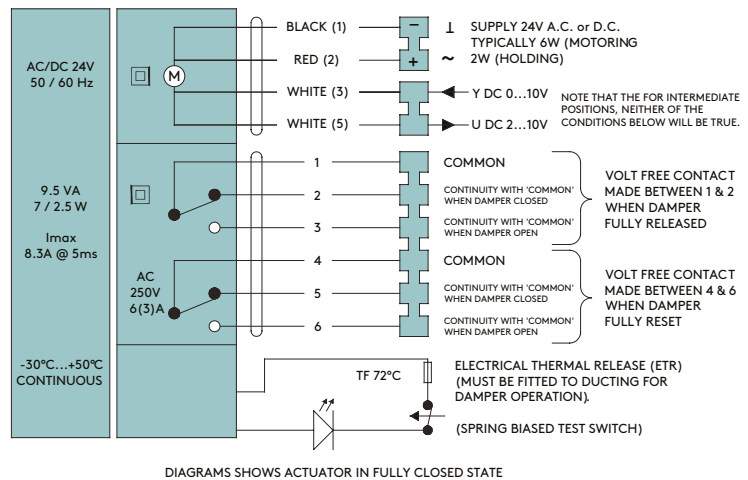 AC/DC 24V
50 / 60 Hz
9.5 VA
7 / 2.5 W
Imax
8.3A @ 5ms
-30°C...+50°C
CONTINUOUS
M
AC
250V
6(3)A
BLACK (1)
RED (2)
WHITE (3)
WHITE (5)
1
2
3
4
5
6
−
+
⊥
~
SUPPLY 24V A.C. or D.C.
TYPICALLY 6W (MOTORING
2W (HOLDING)
Y DC 0...10V
U DC 2...10V
NOTE THAT THE FOR INTERMEDIATE
POSITIONS, NEITHER OF THE
CONDITIONS BELOW WILL BE TRUE.
COMMON
CONTINUITY WITH 'COMMON'
WHEN DAMPER CLOSED
CONTINUITY WITH 'COMMON'
WHEN DAMPER OPEN
VOLT FREE CONTACT
MADE BETWEEN 1 & 2
WHEN DAMPER
FULLY RELEASED
COMMON
CONTINUITY WITH 'COMMON'
WHEN DAMPER CLOSED
CONTINUITY WITH 'COMMON'
WHEN DAMPER OPEN
VOLT FREE CONTACT
MADE BETWEEN 4 & 6
WHEN DAMPER
FULLY RESET
TF 72°C
ELECTRICAL THERMAL RELEASE (ETR)
(MUST BE FITTED TO DUCTING FOR
DAMPER OPERATION).
(SPRING BIASED TEST SWITCH)
DIAGRAMS SHOWS ACTUATOR IN FULLY CLOSED STATE